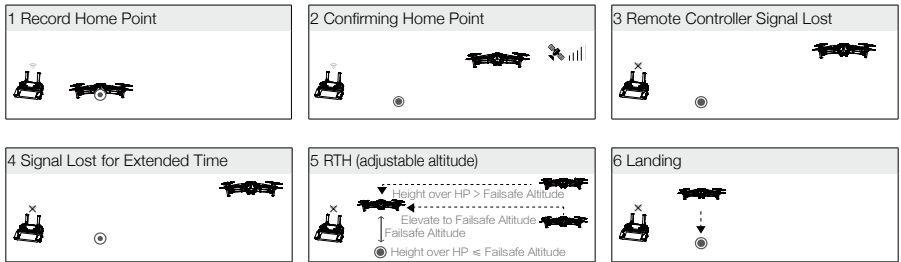 1 Record Home Point
2 Confirming Home Point
3 Remote Controller Signal Lost
4 Signal Lost for Extended Time
5 RTH (adjustable altitude)
Height over HP > Failsafe Altitude
Elevate to Failsafe Altitude
Failsafe Altitude
Height over HP ≤ Failsafe Altitude
6 Landing